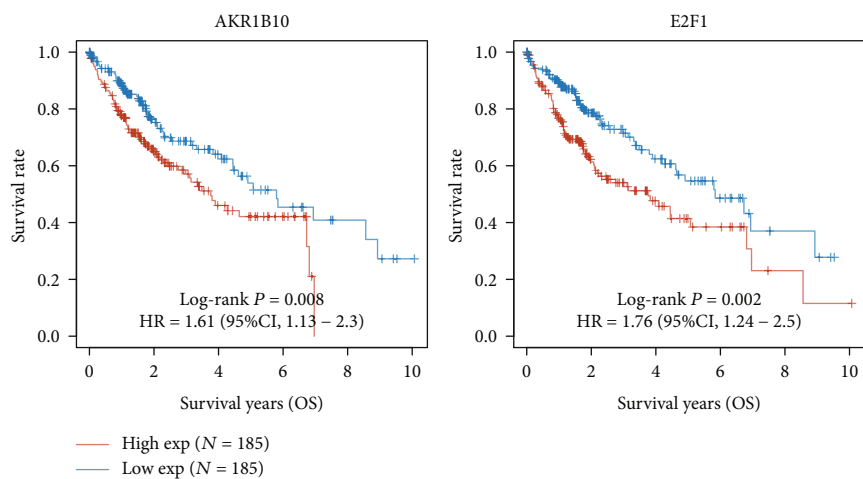 AKR1B10
1.0
0.8
0.6
0.4
0.2
0.0
Survival rate
Log-rank P = 0.008
HR = 1.61 (95%CI, 1.13 − 2.3)
0 2 4 6 8 10
Survival years (OS)
E2F1
1.0
0.8
0.6
0.4
0.2
0.0
Survival rate
Log-rank P = 0.002
HR = 1.76 (95%CI, 1.24 − 2.5)
0 2 4 6 8 10
Survival years (OS)
High exp (N = 185)
Low exp (N = 185)